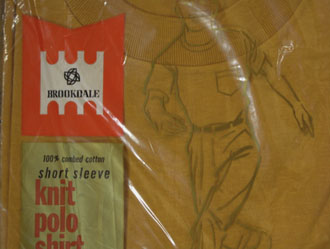 BROOKDALE
100% combed cotton
short sleeve
knit
polo
shirt